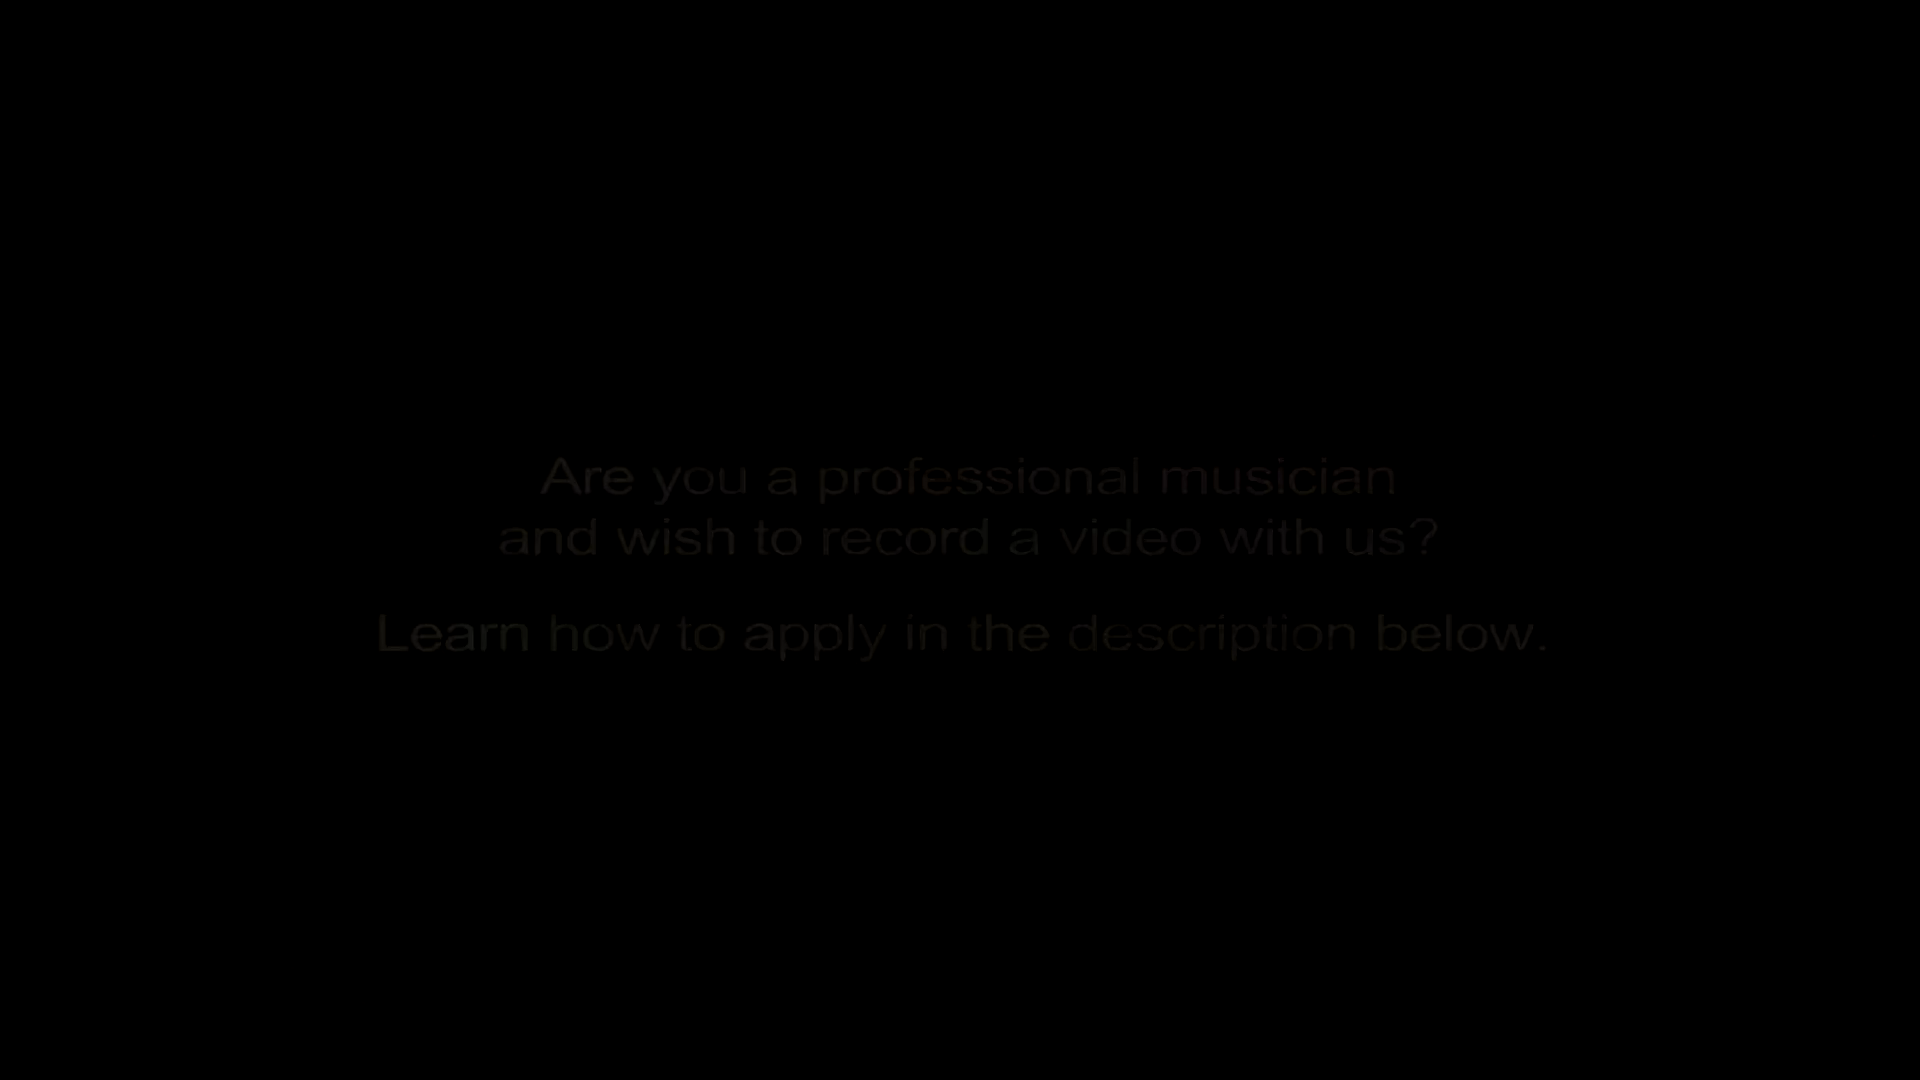 Are you a professional musician
and wish to record a video with us?
Learn how to apply in the description below.